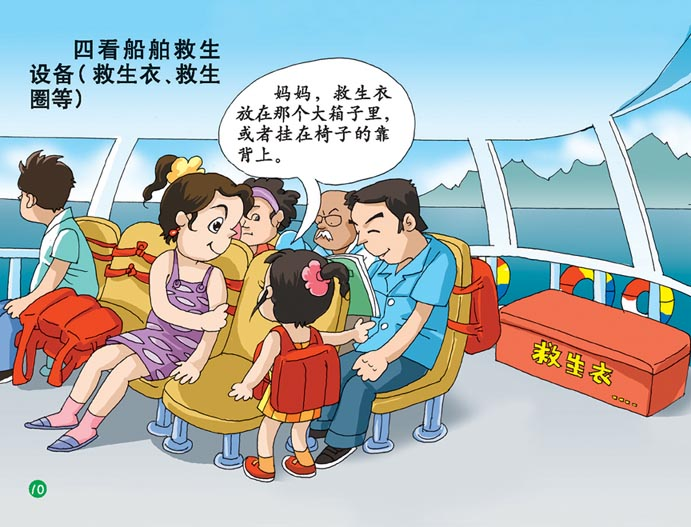 四看船舶救生
设备（救生衣、救生
圈等）
妈妈，救生衣
放在那个大箱子里，
或者挂在椅子的靠
背上。
救生衣
10